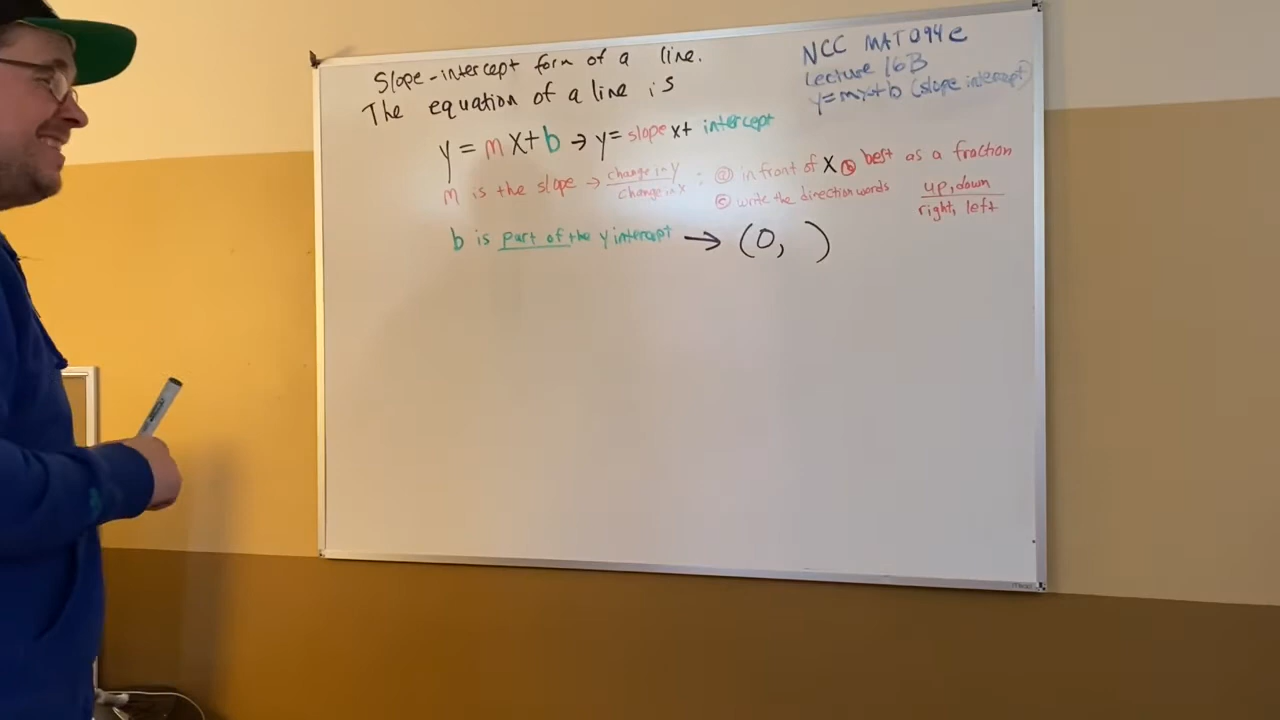 Slope-intercept form of a line.
The equation of a line is
NCC MAT094e
Lecture 16B
y=mx+b (slope intercept)
y = mx+b → y= slope x+ intercept
m is the slope → change in y / change in x : ⓐ in front of x ⓑ best as a fraction
ⓒ write the direction words up, down / right, left
b is part of the y intercept → (0, )